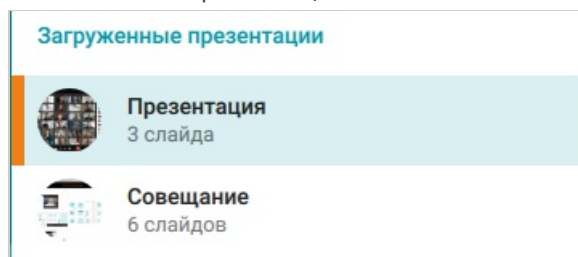 Загруженные презентации
Презентация
3 слайда
Совещание
6 слайдов